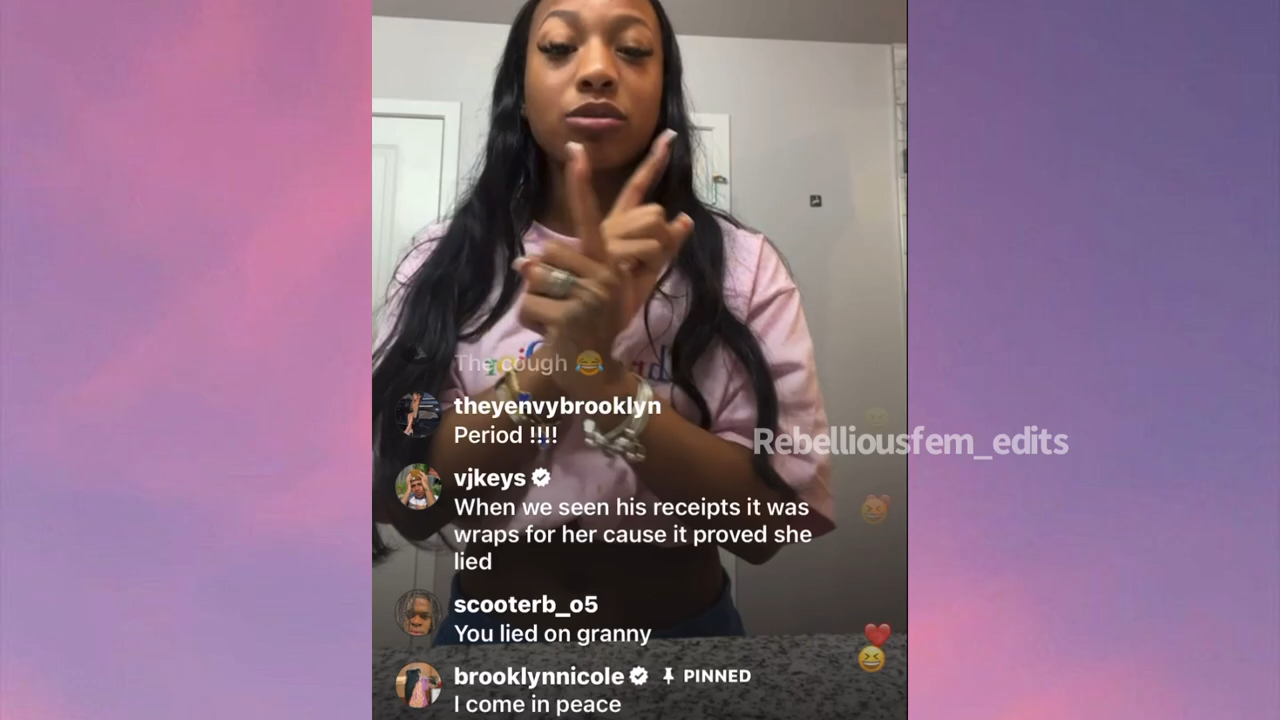 The cough 😂
theyenvybrooklyn
Period !!!!
Rebelliousfem_edits
vjkeys
When we seen his receipts it was
wraps for her cause it proved she
lied
scooterb_o5
You lied on granny
brooklynnicole PINNED
I come in peace